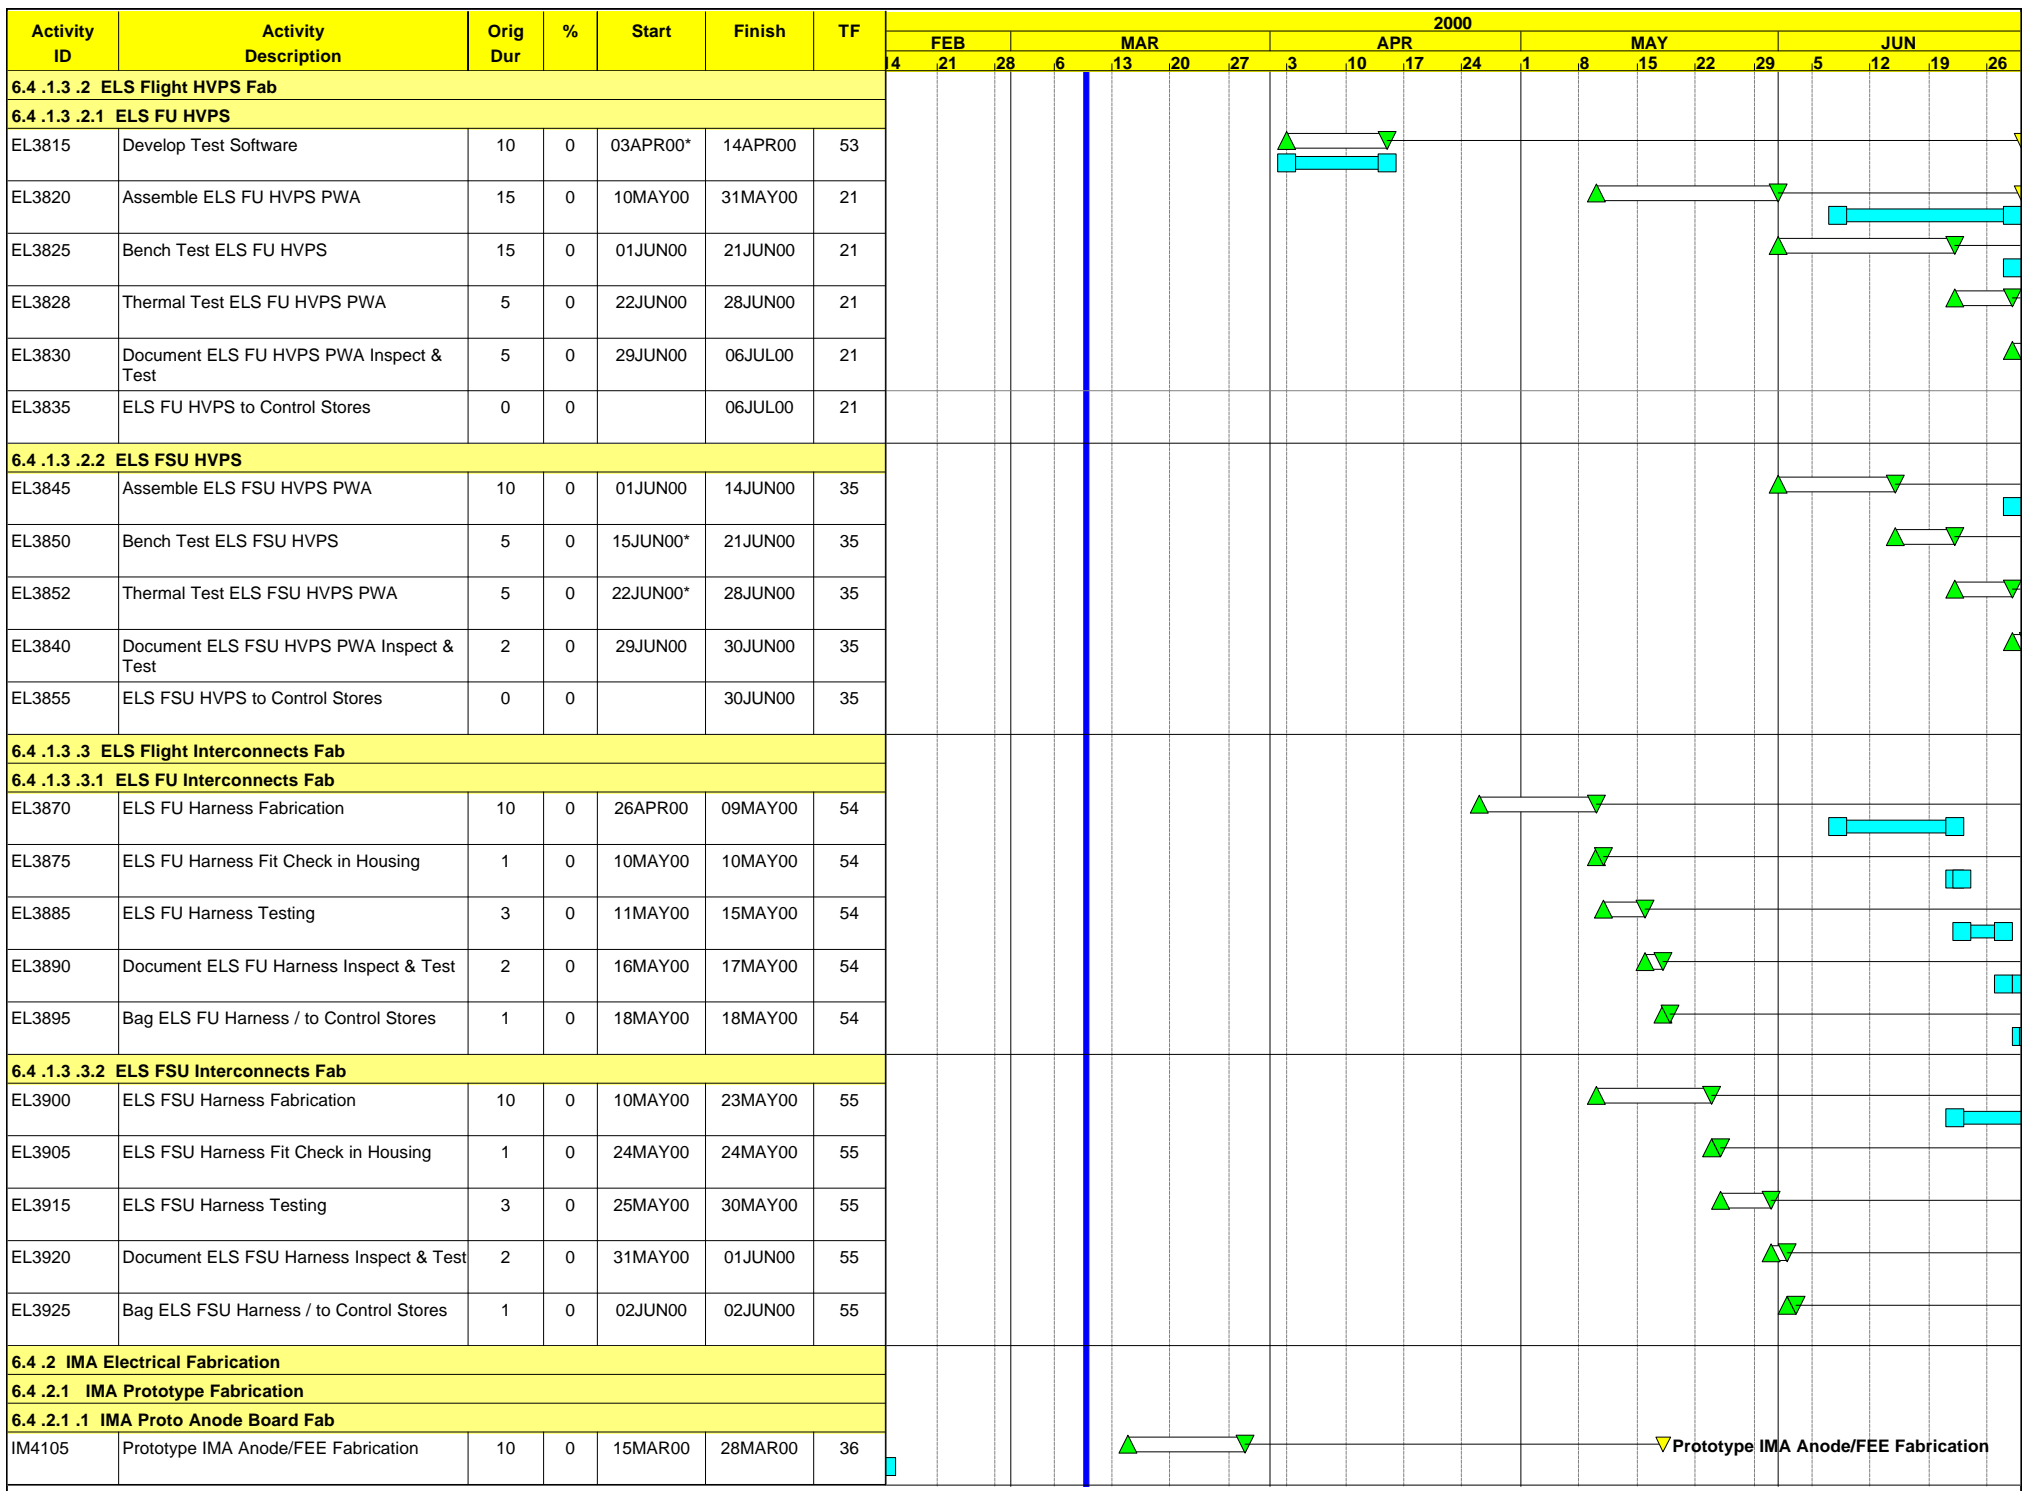 Activity Activity Orig % Start Finish TF 2000
ID Description Dur FEB MAR APR MAY JUN
14 21 28 6 13 20 27 3 10 17 24 1 8 15 22 29 5 12 19 26
6.4 .1.3 .2 ELS Flight HVPS Fab
6.4 .1.3 .2.1 ELS FU HVPS
EL3815 Develop Test Software 10 0 03APR00* 14APR00 53
EL3820 Assemble ELS FU HVPS PWA 15 0 10MAY00 31MAY00 21
EL3825 Bench Test ELS FU HVPS 15 0 01JUN00 21JUN00 21
EL3828 Thermal Test ELS FU HVPS PWA 5 0 22JUN00 28JUN00 21
EL3830 Document ELS FU HVPS PWA Inspect & 5 0 29JUN00 06JUL00 21
Test
EL3835 ELS FU HVPS to Control Stores 0 0 06JUL00 21
6.4 .1.3 .2.2 ELS FSU HVPS
EL3845 Assemble ELS FSU HVPS PWA 10 0 01JUN00 14JUN00 35
EL3850 Bench Test ELS FSU HVPS 5 0 15JUN00* 21JUN00 35
EL3852 Thermal Test ELS FSU HVPS PWA 5 0 22JUN00* 28JUN00 35
EL3840 Document ELS FSU HVPS PWA Inspect & 2 0 29JUN00 30JUN00 35
Test
EL3855 ELS FSU HVPS to Control Stores 0 0 30JUN00 35
6.4 .1.3 .3 ELS Flight Interconnects Fab
6.4 .1.3 .3.1 ELS FU Interconnects Fab
EL3870 ELS FU Harness Fabrication 10 0 26APR00 09MAY00 54
EL3875 ELS FU Harness Fit Check in Housing 1 0 10MAY00 10MAY00 54
EL3885 ELS FU Harness Testing 3 0 11MAY00 15MAY00 54
EL3890 Document ELS FU Harness Inspect & Test 2 0 16MAY00 17MAY00 54
EL3895 Bag ELS FU Harness / to Control Stores 1 0 18MAY00 18MAY00 54
6.4 .1.3 .3.2 ELS FSU Interconnects Fab
EL3900 ELS FSU Harness Fabrication 10 0 10MAY00 23MAY00 55
EL3905 ELS FSU Harness Fit Check in Housing 1 0 24MAY00 24MAY00 55
EL3915 ELS FSU Harness Testing 3 0 25MAY00 30MAY00 55
EL3920 Document ELS FSU Harness Inspect & Test 2 0 31MAY00 01JUN00 55
EL3925 Bag ELS FSU Harness / to Control Stores 1 0 02JUN00 02JUN00 55
6.4 .2 IMA Electrical Fabrication
6.4 .2.1 IMA Prototype Fabrication
6.4 .2.1 .1 IMA Proto Anode Board Fab
IM4105 Prototype IMA Anode/FEE Fabrication 10 0 15MAR00 28MAR00 36 Prototype IMA Anode/FEE Fabrication